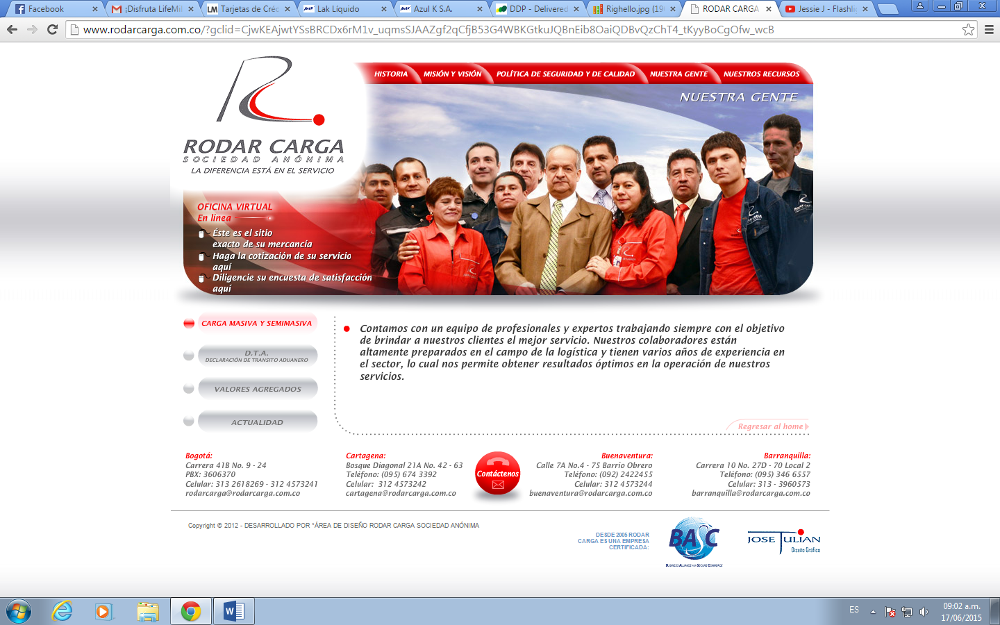 Facebook
¡Disfruta LifeMil
Tarjetas de Créc
Lak Líquido
Azul K S.A.
DDP - Delivered
Righello.jpg (190
RODAR CARGA
Jessie J - Flashli
www.rodarcarga.com.co/?gclid=CjwKEAjwtYSsBRCDx6rM1v_uqmsSJAAZgf2qCfjB53G4WBKGtkuJQBnEib8OaiQDBvQzChT4_tKyyBoCgOfw_wcB
HISTORIA
MISIÓN Y VISIÓN
POLÍTICA DE SEGURIDAD Y DE CALIDAD
NUESTRA GENTE
NUESTROS RECURSOS
NUESTRA GENTE
RODAR CARGA
SOCIEDAD ANÓNIMA
LA DIFERENCIA ESTÁ EN EL SERVICIO
OFICINA VIRTUAL
En línea
Éste es el sitio
exacto de su mercancía
Haga la cotización de su servicio
aquí
Diligencie su encuesta de satisfacción
aquí
CARGA MASIVA Y SEMIMASIVA
D.T.A.
DECLARACIÓN DE TRANSITO ADUANERO
VALORES AGREGADOS
ACTUALIDAD
Contamos con un equipo de profesionales y expertos trabajando siempre con el objetivo
de brindar a nuestros clientes el mejor servicio. Nuestros colaboradores están
altamente preparados en el campo de la logística y tienen varios años de experiencia en
el sector, lo cual nos permite obtener resultados óptimos en la operación de nuestros
servicios.
Regresar al home
Bogotá:
Carrera 41B No. 9 - 24
PBX: 3606370
Celular: 313 2618269 - 312 4573241
rodarcarga@rodarcarga.com.co
Cartagena:
Bosque Diagonal 21A No. 42 - 63
Teléfono: (095) 674 3392
Celular: 312 4573242
cartagena@rodarcarga.com.co
Contáctenos
Buenaventura:
Calle 7A No.4 - 75 Barrio Obrero
Teléfono: (092) 2422455
Celular: 312 4573244
buenaventura@rodarcarga.com.co
Barranquilla:
Carrera 10 No. 27D - 70 Local 2
Teléfono: (095) 346 6557
Celular: 313 - 3960573
barranquilla@rodarcarga.com.co
Copyright © 2012 - DESARROLLADO POR "ÁREA DE DISEÑO RODAR CARGA SOCIEDAD ANÓNIMA
DESDE 2005 RODAR
CARGA ES UNA EMPRESA
CERTIFICADA:
BASC
BUSINESS ALLIANCE FOR SECURE COMMERCE
JOSE JULIAN
Diseño Gráfico
ES
09:02 a.m.
17/06/2015